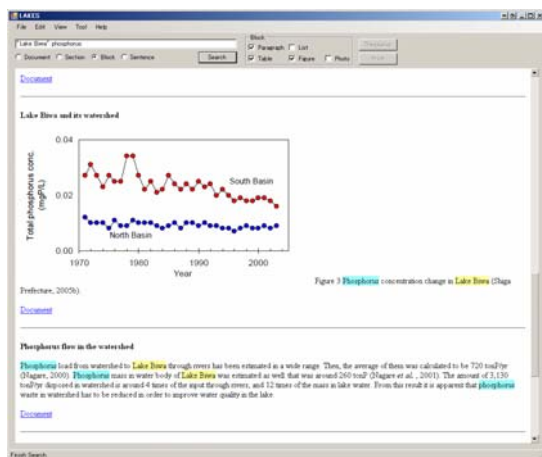 LAKES
File Edit View Tool Help
"Lake Biwa" phosphorus
Document Section Block Sentence
Search
Block
Paragraph List
Table Figure Photo
Document
Lake Biwa and its watershed
Total phosphorus conc.
(mgP/L)
0.04
0.02
0.00
South Basin
North Basin
1970 1980 1990 2000
Year
Figure 3 Phosphorus concentration change in Lake Biwa (Shiga
Prefecture, 2005b).
Document
Phosphorus flow in the watershed
Phosphorus load from watershed to Lake Biwa through rivers has been estimated in a wide range. Then, the average of them was calculated to be 720 tonP/yr
(Nagare, 2000). Phosphorus mass in water body of Lake Biwa was estimated as well that was around 260 tonP (Nagare et al., 2001). The amount of 3,130
tonP/yr disposed in watershed is around 4 times of the input through rivers, and 12 times of the mass in lake water. From this result it is apparent that phosphorus
waste in watershed has to be reduced in order to improve water quality in the lake.
Document
Finish Search